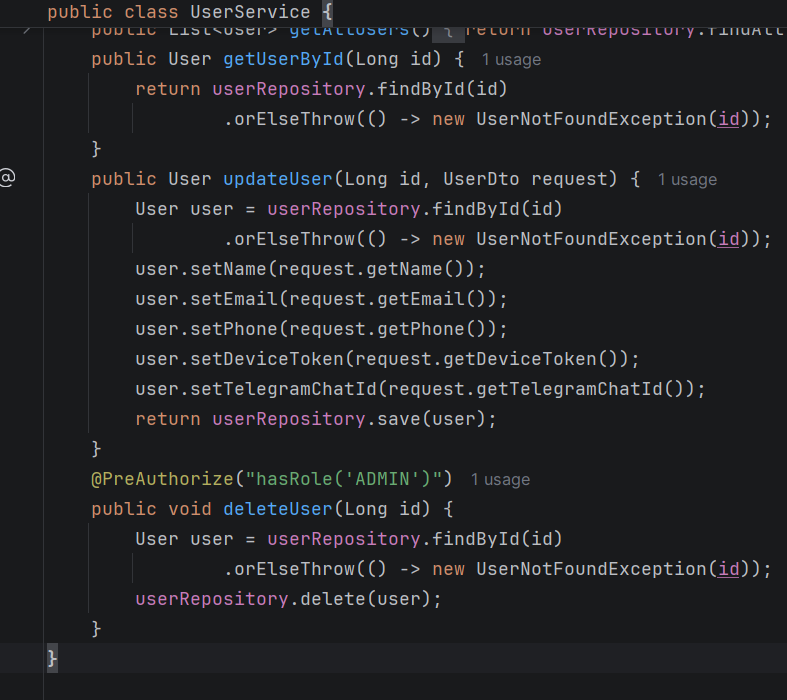 public class UserService {
public List<User> getAllUsers() { return userRepository.findAll
public User getUserById(Long id) { 1 usage
return userRepository.findById(id)
.orElseThrow(() -> new UserNotFoundException(id));
}
@
public User updateUser(Long id, UserDto request) { 1 usage
User user = userRepository.findById(id)
.orElseThrow(() -> new UserNotFoundException(id));
user.setName(request.getName());
user.setEmail(request.getEmail());
user.setPhone(request.getPhone());
user.setDeviceToken(request.getDeviceToken());
user.setTelegramChatId(request.getTelegramChatId());
return userRepository.save(user);
}
@PreAuthorize("hasRole('ADMIN')") 1 usage
public void deleteUser(Long id) {
User user = userRepository.findById(id)
.orElseThrow(() -> new UserNotFoundException(id));
userRepository.delete(user);
}
}